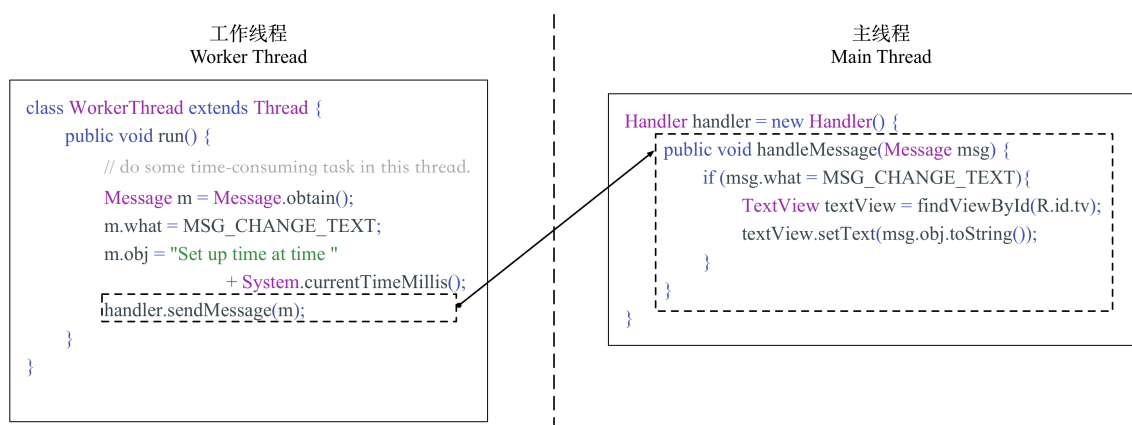 工作线程
Worker Thread
class WorkerThread extends Thread {
public void run() {
// do some time-consuming task in this thread.
Message m = Message.obtain();
m.what = MSG_CHANGE_TEXT;
m.obj = "Set up time at time "
+ System.currentTimeMillis();
handler.sendMessage(m);
}
}
主线程
Main Thread
Handler handler = new Handler() {
public void handleMessage(Message msg) {
if (msg.what = MSG_CHANGE_TEXT){
TextView textView = findViewById(R.id.tv);
textView.setText(msg.obj.toString());
}
}
}